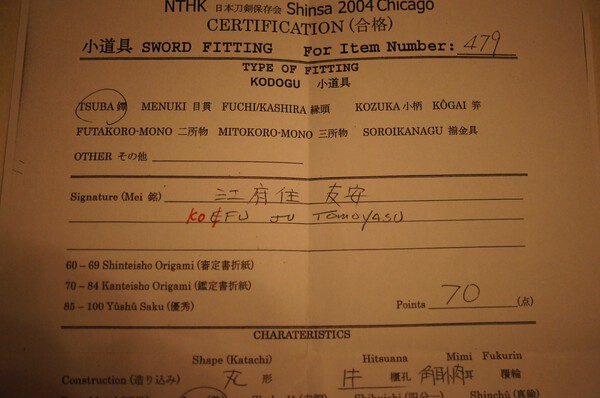 NTHK 日本刀剣保存会 Shinsa 2004 Chicago
CERTIFICATION (合格)
小道具 SWORD FITTING For Item Number: 479
TYPE OF FITTING
KODOGU 小道具
TSUBA 鐔 MENUKI 目貫 FUCHI/KASHIRA 縁頭 KOZUKA 小柄 KÔGAI 笄
FUTAKORO-MONO 二所物 MITOKORO-MONO 三所物 SOROIKANAGU 揃金具
OTHER その他
Signature (Mei 銘) 江府住 友安
KO FU JU TOMOYASU
60 – 69 Shinteisho Origami (審定書折紙)
70 – 84 Kanteisho Origami (鑑定書折紙)
85 – 100 Yûshû Saku (優秀) Points 70 (点)
CHARATERISTICS
Shape (Katachi) Hitsuana Mimi Fukurin
Construction (造り込み) 丸 形 櫃孔 角 耳 覆輪